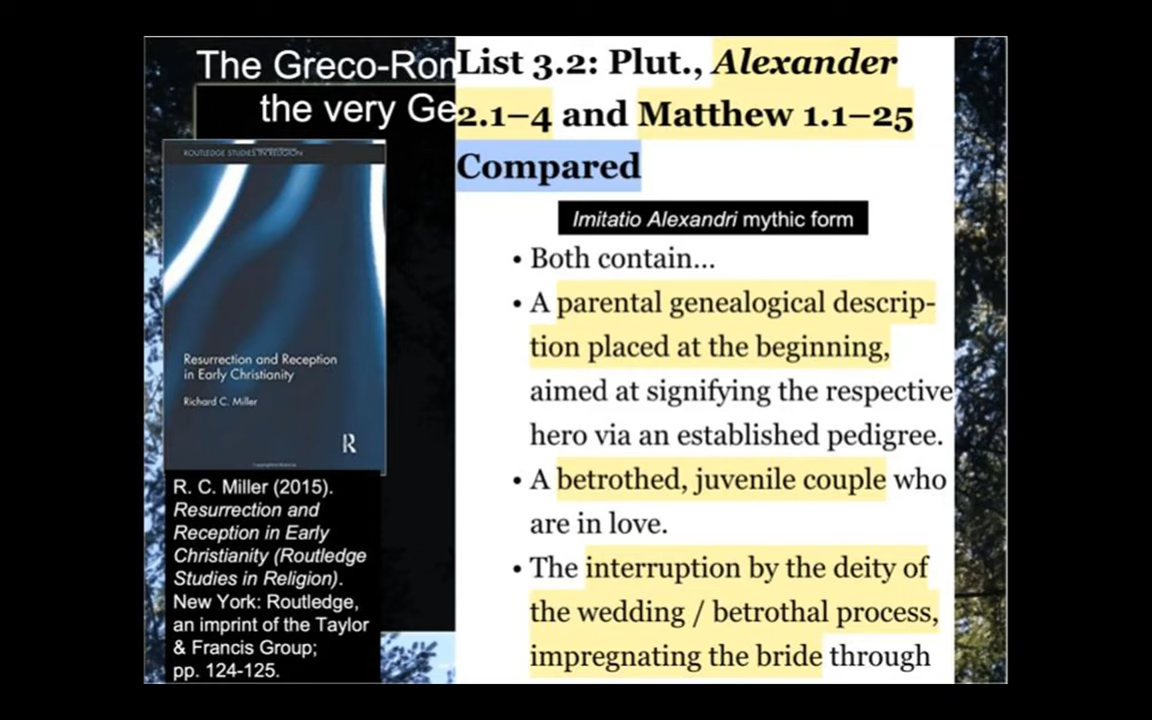 The Greco-Rom
the very Ge
ROUTLEDGE STUDIES IN RELIGION
Resurrection and Reception
in Early Christianity
Richard C. Miller
R
R. C. Miller (2015).
Resurrection and
Reception in Early
Christianity (Routledge
Studies in Religion).
New York: Routledge,
an imprint of the Taylor
& Francis Group;
pp. 124-125.
List 3.2: Plut., Alexander
2.1–4 and Matthew 1.1–25
Compared
Imitatio Alexandri mythic form
• Both contain...
• A parental genealogical descrip-
tion placed at the beginning,
aimed at signifying the respective
hero via an established pedigree.
• A betrothed, juvenile couple who
are in love.
• The interruption by the deity of
the wedding / betrothal process,
impregnating the bride through